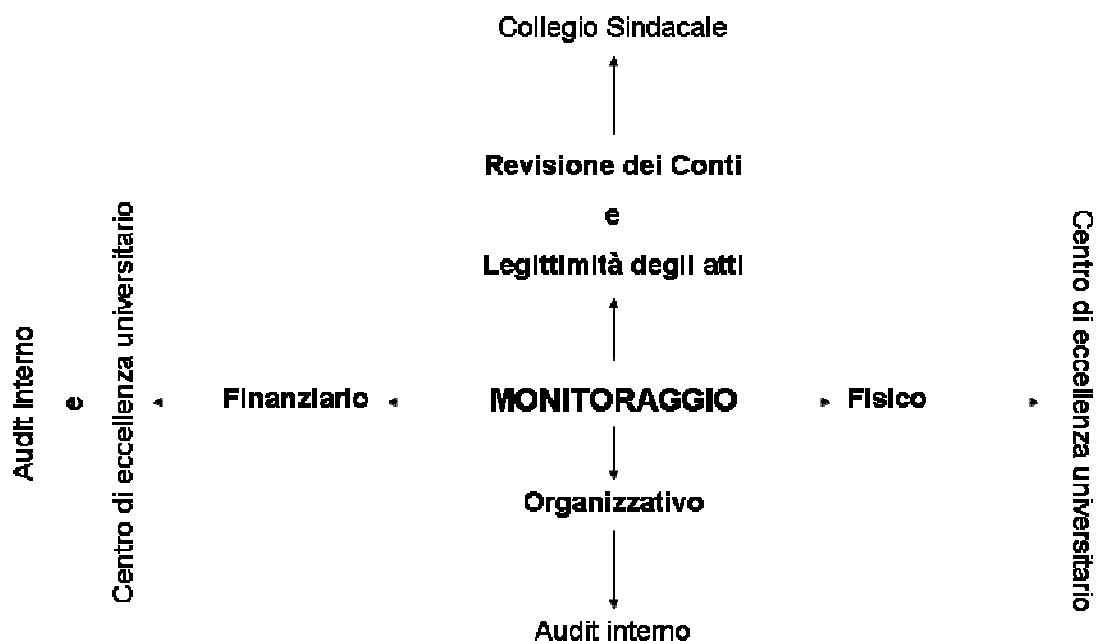 Collegio Sindacale
Revisione dei Conti
e
Legittimità degli atti
Audit Interno
e
Centro di eccellenza universitario
Finanziario
MONITORAGGIO
Fisico
Centro di eccellenza universitario
Organizzativo
Audit interno